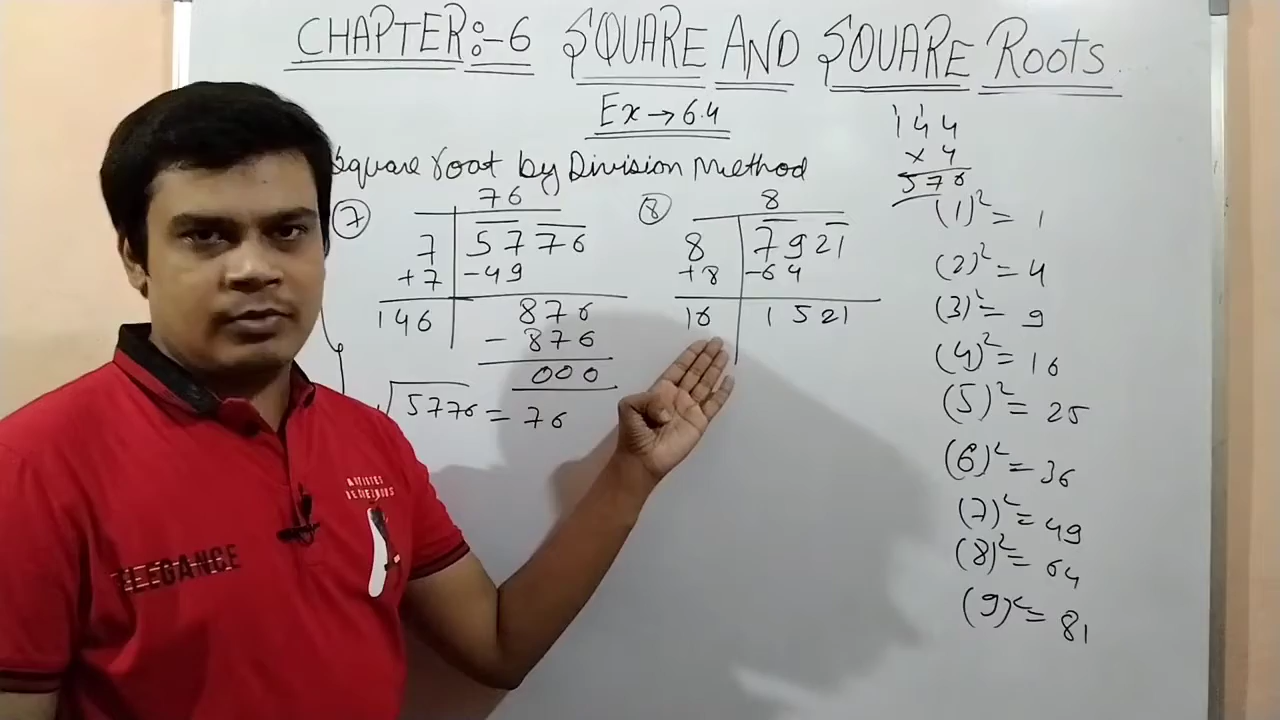 CHAPTER:-6 SQUARE AND SQUARE Roots
Ex → 6.4
Square root by Division Method
144
× 4
576
7
76
7 5776
+7 -49
146 876
- 876
000
√5776 = 76
8
8
8 7921
+8 -64
16 1521
(1)² = 1
(2)² = 4
(3)² = 9
(4)² = 16
(5)² = 25
(6)² = 36
(7)² = 49
(8)² = 64
(9)² = 81
ELEGANCE